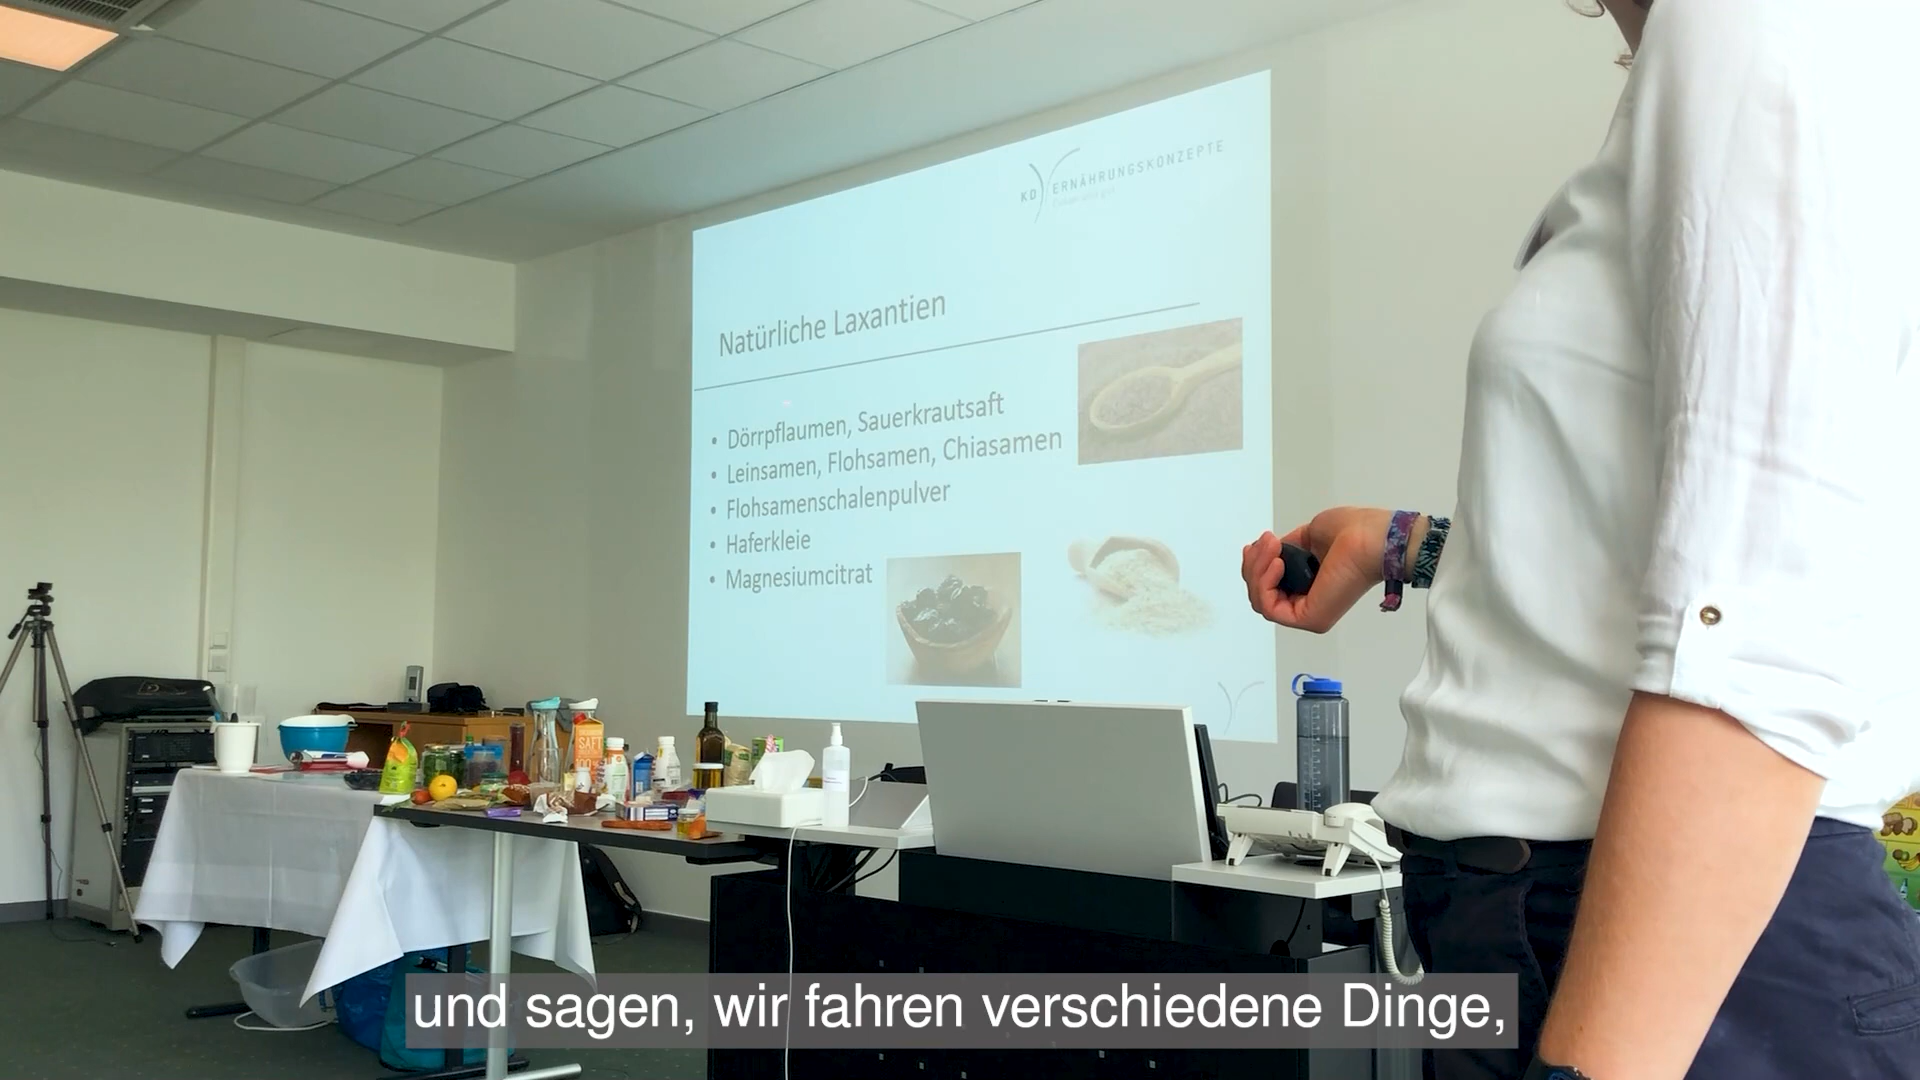 KD ERNÄHRUNGSKONZEPTE
Natürliche Laxantien
• Dörrpflaumen, Sauerkrautsaft
• Leinsamen, Flohsamen, Chiasamen
• Flohsamenschalenpulver
• Haferkleie
• Magnesiumcitrat
SAFT
100%
und sagen, wir fahren verschiedene Dinge,